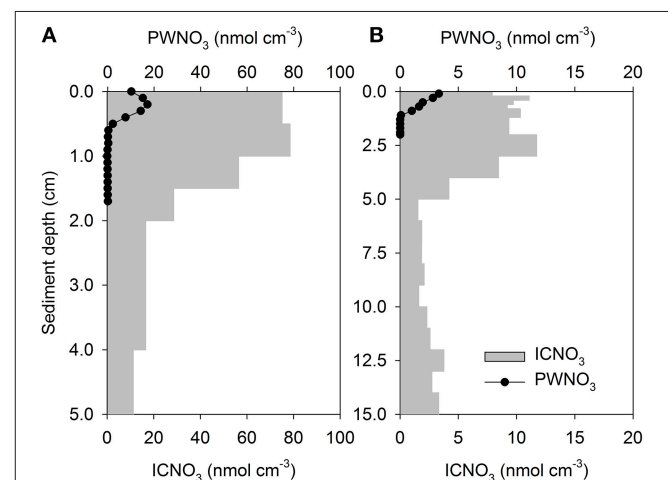 A
PWNO3 (nmol cm-3)
0 20 40 60 80 100
0.0
1.0
2.0
3.0
4.0
5.0
Sediment depth (cm)
0 20 40 60 80 100
ICNO3 (nmol cm-3)
B
PWNO3 (nmol cm-3)
0 5 10 15 20
0.0
2.5
5.0
7.5
10.0
12.5
15.0
ICNO3
PWNO3
0 5 10 15 20
ICNO3 (nmol cm-3)